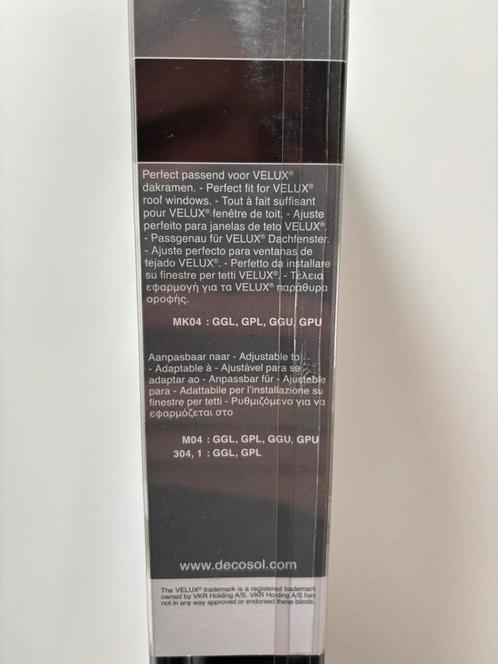 Perfect passend voor VELUX®
dakramen. - Perfect fit for VELUX®
roof windows. - Tout à fait suffisant
pour VELUX® fenêtre de toit. - Ajuste
perfeito para janelas de teto VELUX®.
- Passgenau für VELUX® Dachfenster.
- Ajuste perfecto para ventanas de
tejado VELUX®. - Perfetto da installare
su finestre per tetti VELUX®. - Τέλεια
εφαρμογή για τα VELUX® παράθυρα
οροφής.
MK04 : GGL, GPL, GGU, GPU
Aanpasbaar naar - Adjustable to...
- Adaptable à - Ajustável para se
adaptar ao - Anpassbar für - Ajustable
para - Adattabile per l'installazione su
finestre per tetti - Ρυθμιζόμενο για να
εφαρμόζεται στο
M04 : GGL, GPL, GGU, GPU
304, 1 : GGL, GPL
www.decosol.com
The VELUX® trademark is a registered trademark
owned by VKR Holding A/S. VKR Holding A/S has
not in any way approved or endorsed these blinds.